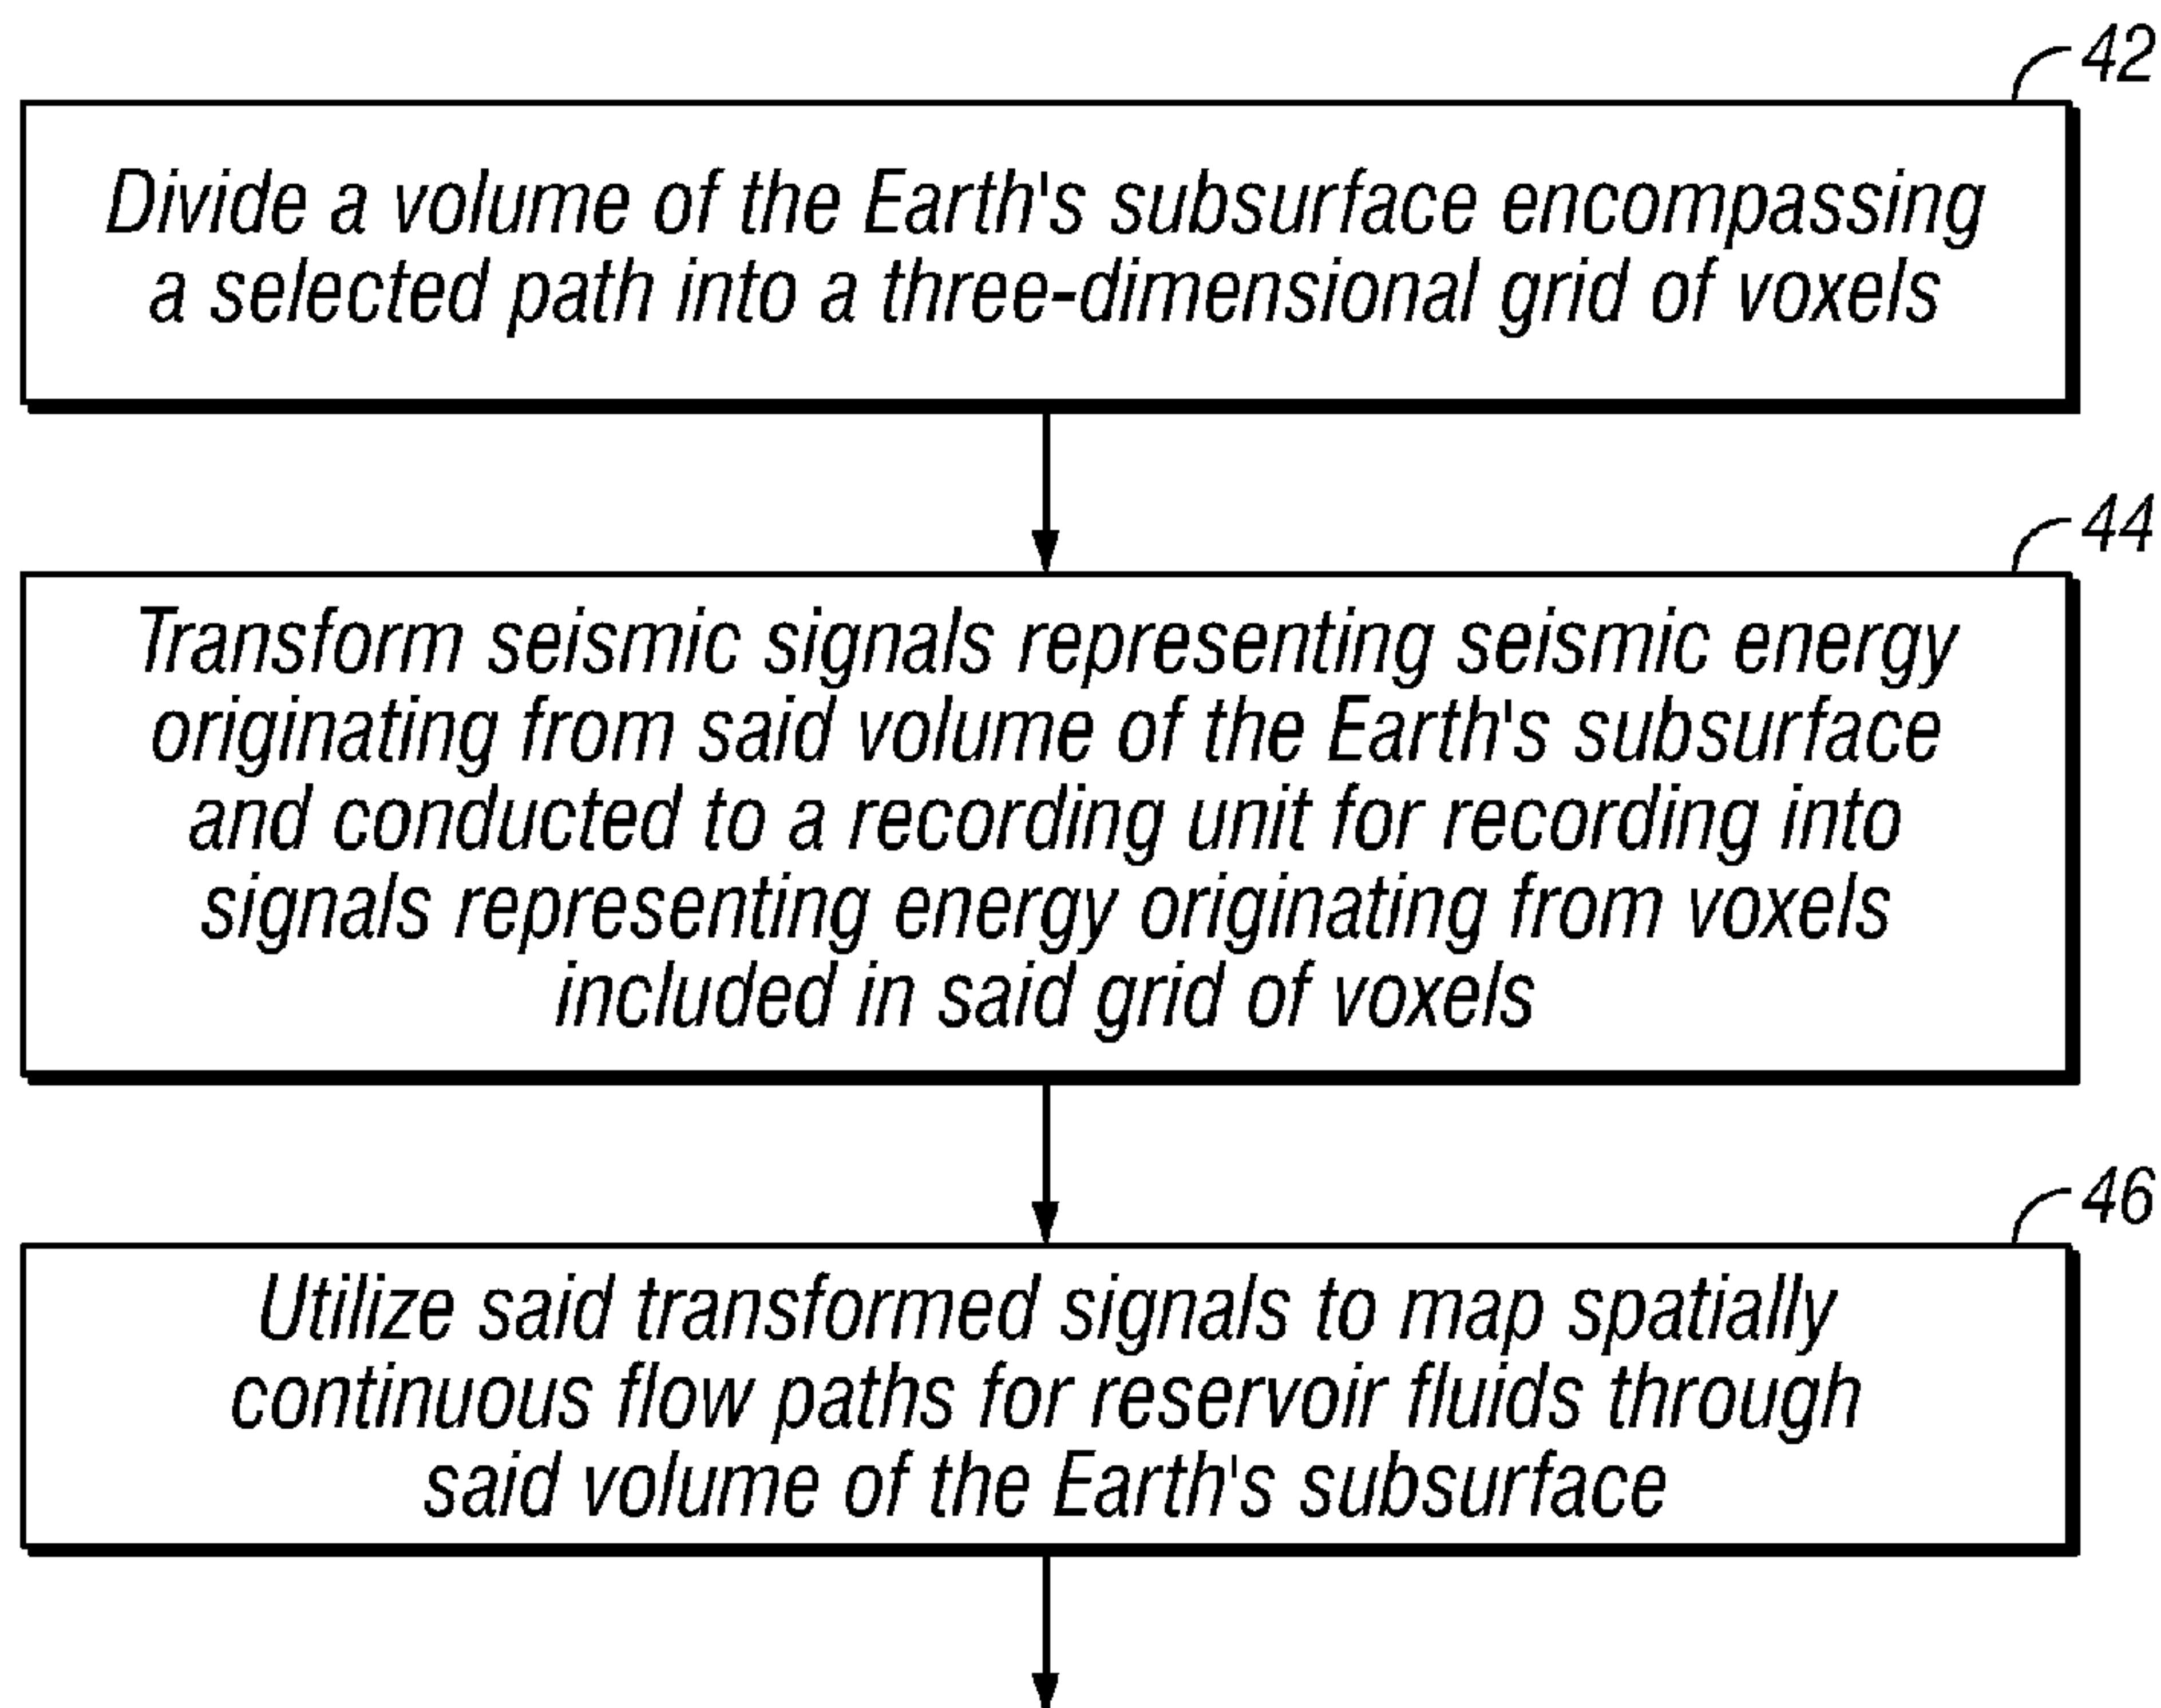 42
Divide a volume of the Earth's subsurface encompassing
a selected path into a three-dimensional grid of voxels
44
Transform seismic signals representing seismic energy
originating from said volume of the Earth's subsurface
and conducted to a recording unit for recording into
signals representing energy originating from voxels
included in said grid of voxels
46
Utilize said transformed signals to map spatially
continuous flow paths for reservoir fluids through
said volume of the Earth's subsurface